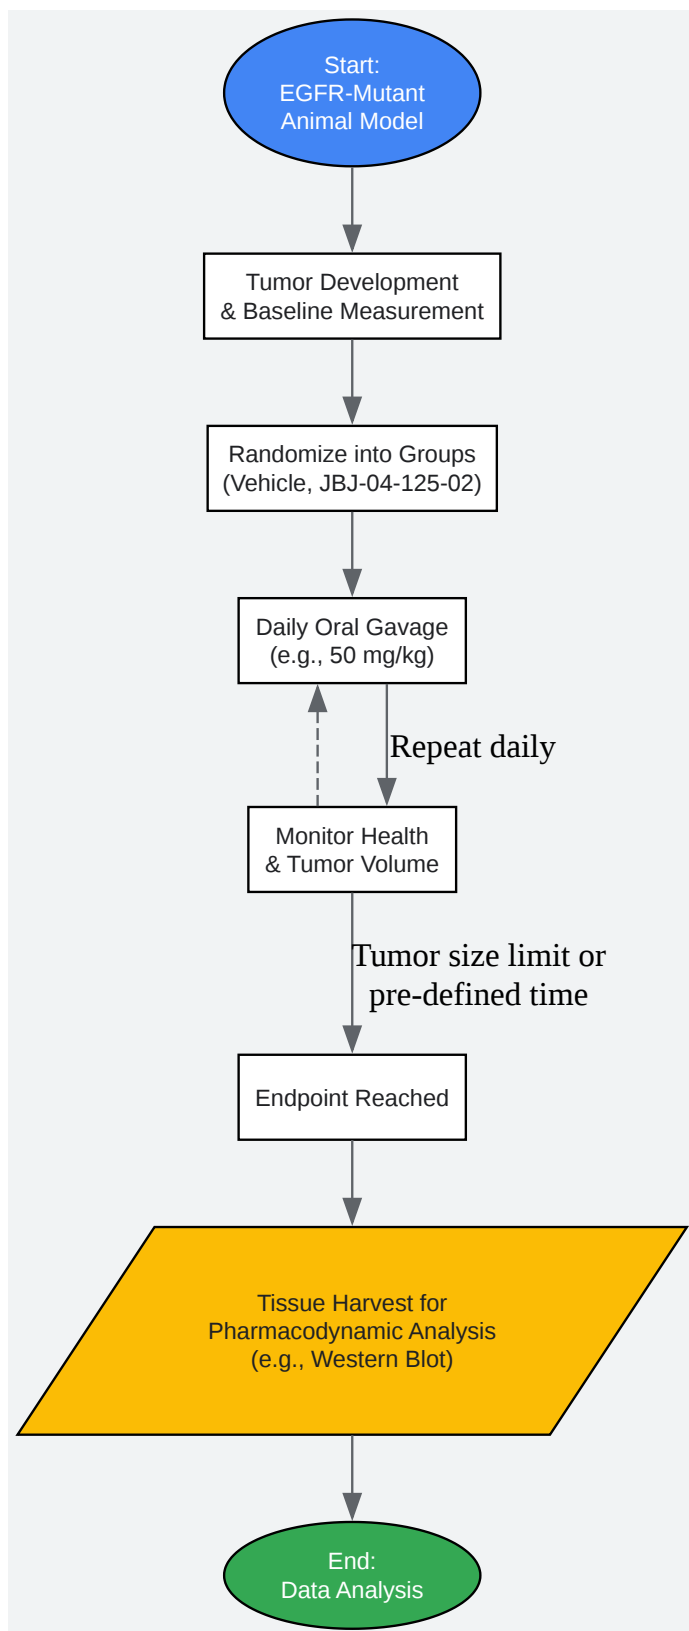 Start:
EGFR-Mutant
Animal Model
Tumor Development
& Baseline Measurement
Randomize into Groups
(Vehicle, JBJ-04-125-02)
Daily Oral Gavage
(e.g., 50 mg/kg)
Repeat daily
Monitor Health
& Tumor Volume
Tumor size limit or
pre-defined time
Endpoint Reached
Tissue Harvest for
Pharmacodynamic Analysis
(e.g., Western Blot)
End:
Data Analysis